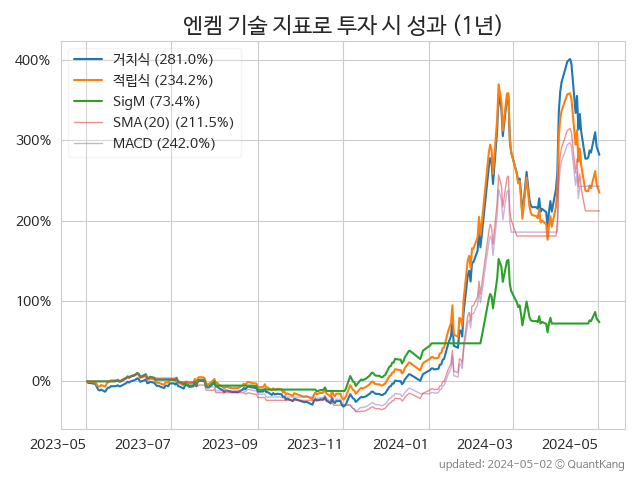 엔켐 기술 지표로 투자 시 성과 (1년)
400%
300%
200%
100%
0%
거치식 (281.0%)
적립식 (234.2%)
SigM (73.4%)
SMA(20) (211.5%)
MACD (242.0%)
2023-05 2023-07 2023-09 2023-11 2024-01 2024-03 2024-05
updated: 2024-05-02 © QuantKang